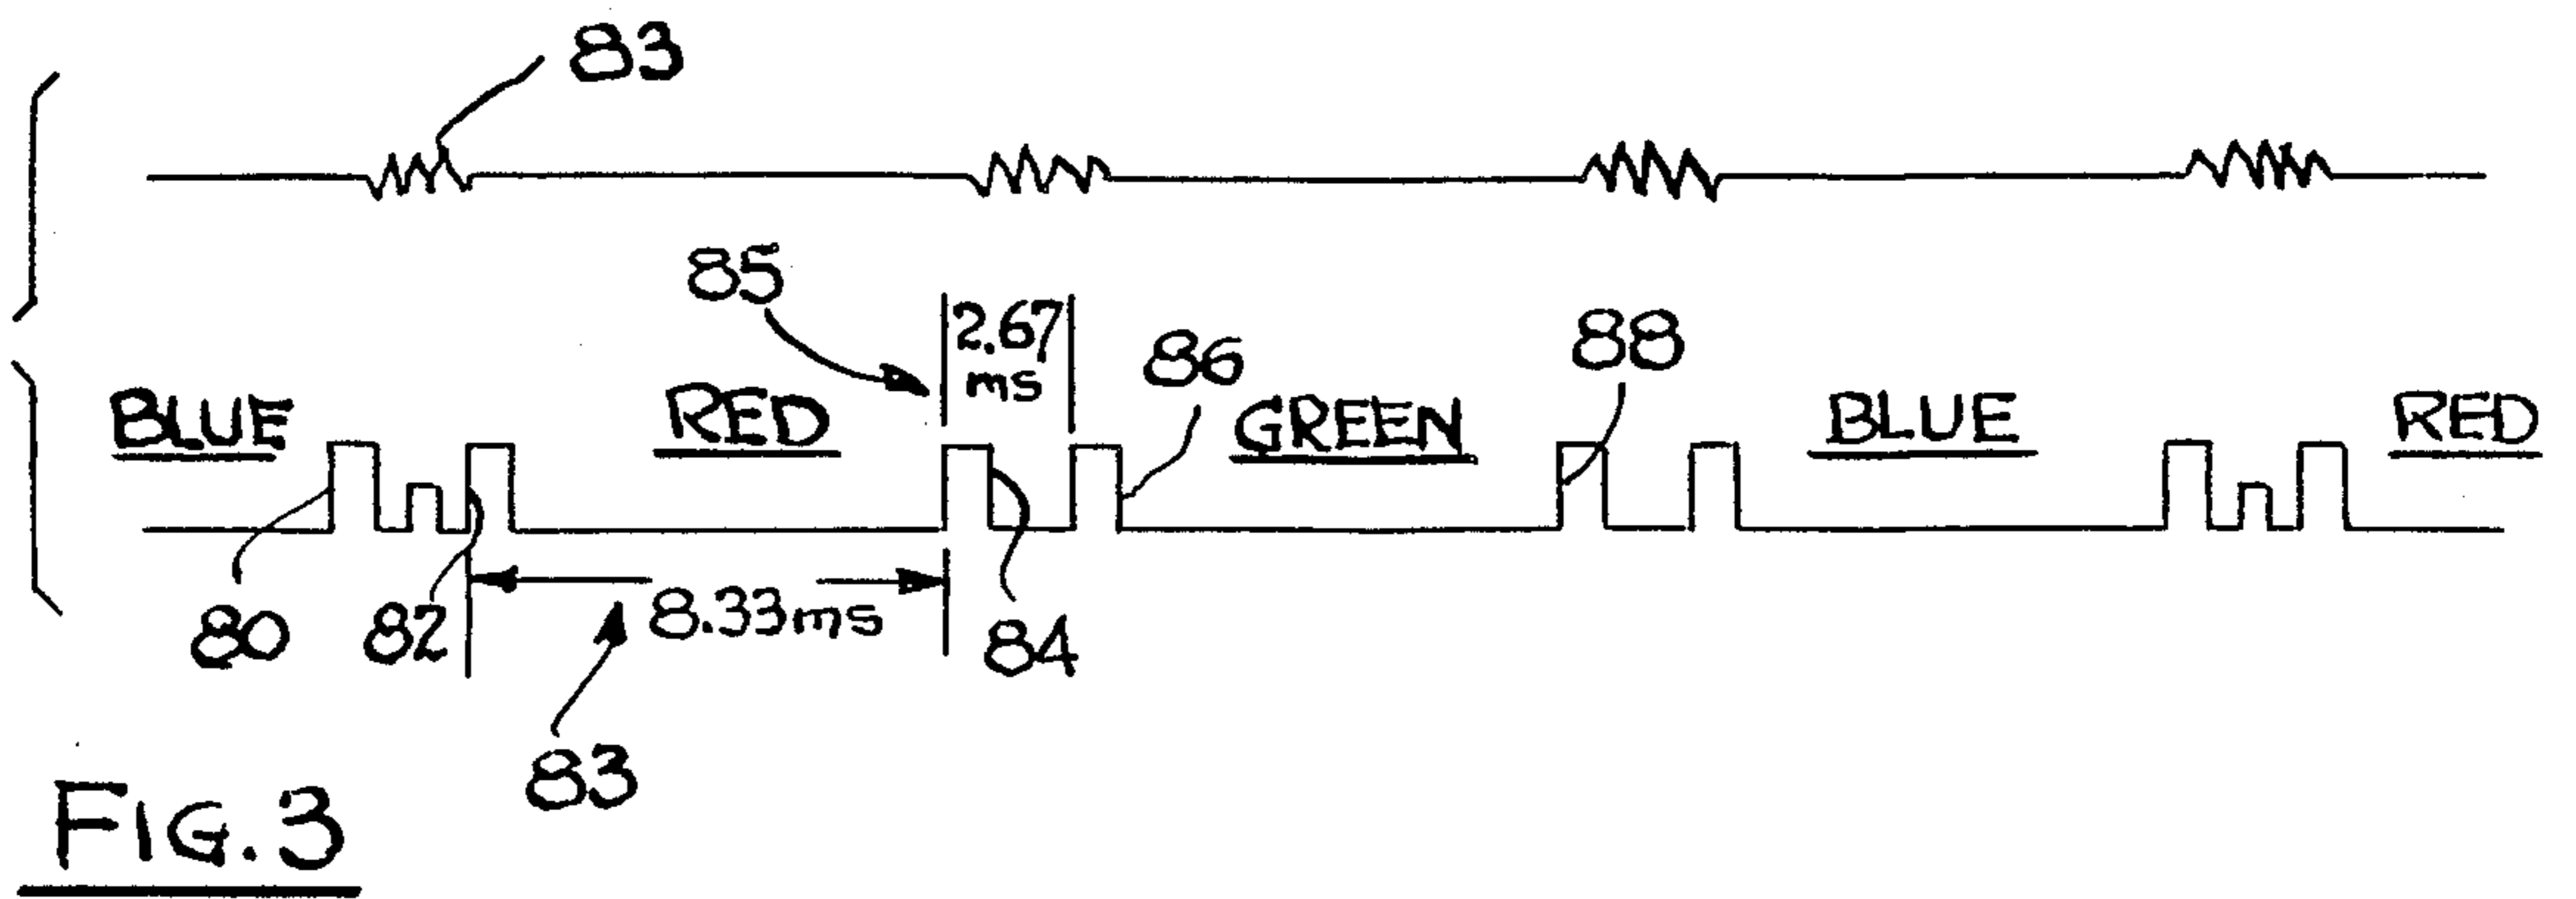 83
85
2.67
ms
86
88
BLUE
RED
GREEN
BLUE
RED
80
82
8.33ms
84
83
FIG.3